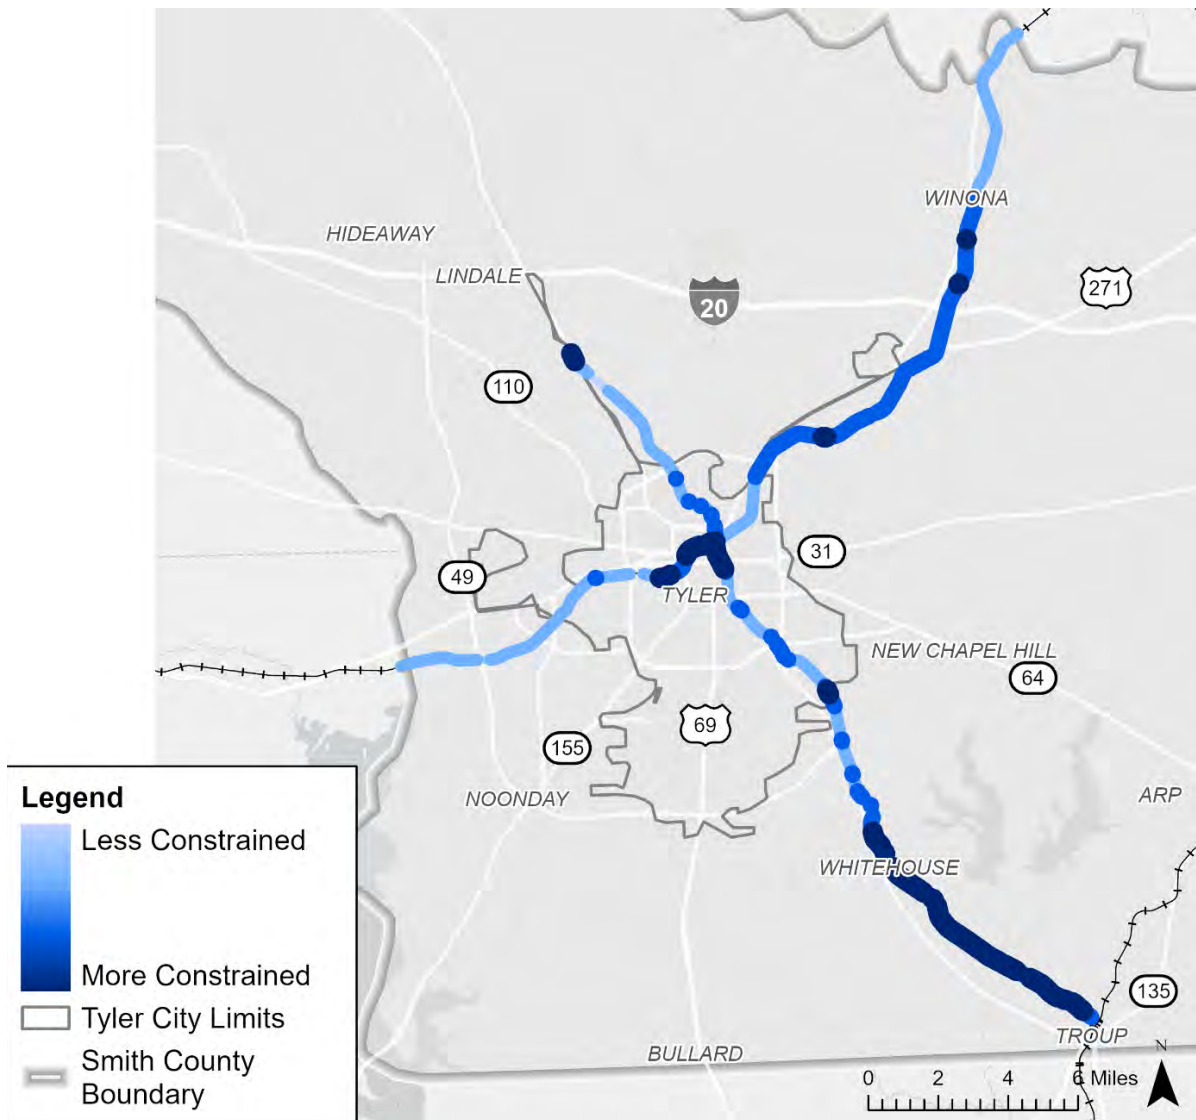 WINONA
HIDEAWAY
LINDALE
271
20
110
31
49
TYLER
NEW CHAPEL HILL
64
69
155
NOONDAY
ARP
WHITEHOUSE
135
TROUP
BULLARD
N
0 2 4 6 Miles
Legend
Less Constrained
More Constrained
Tyler City Limits
Smith County
Boundary